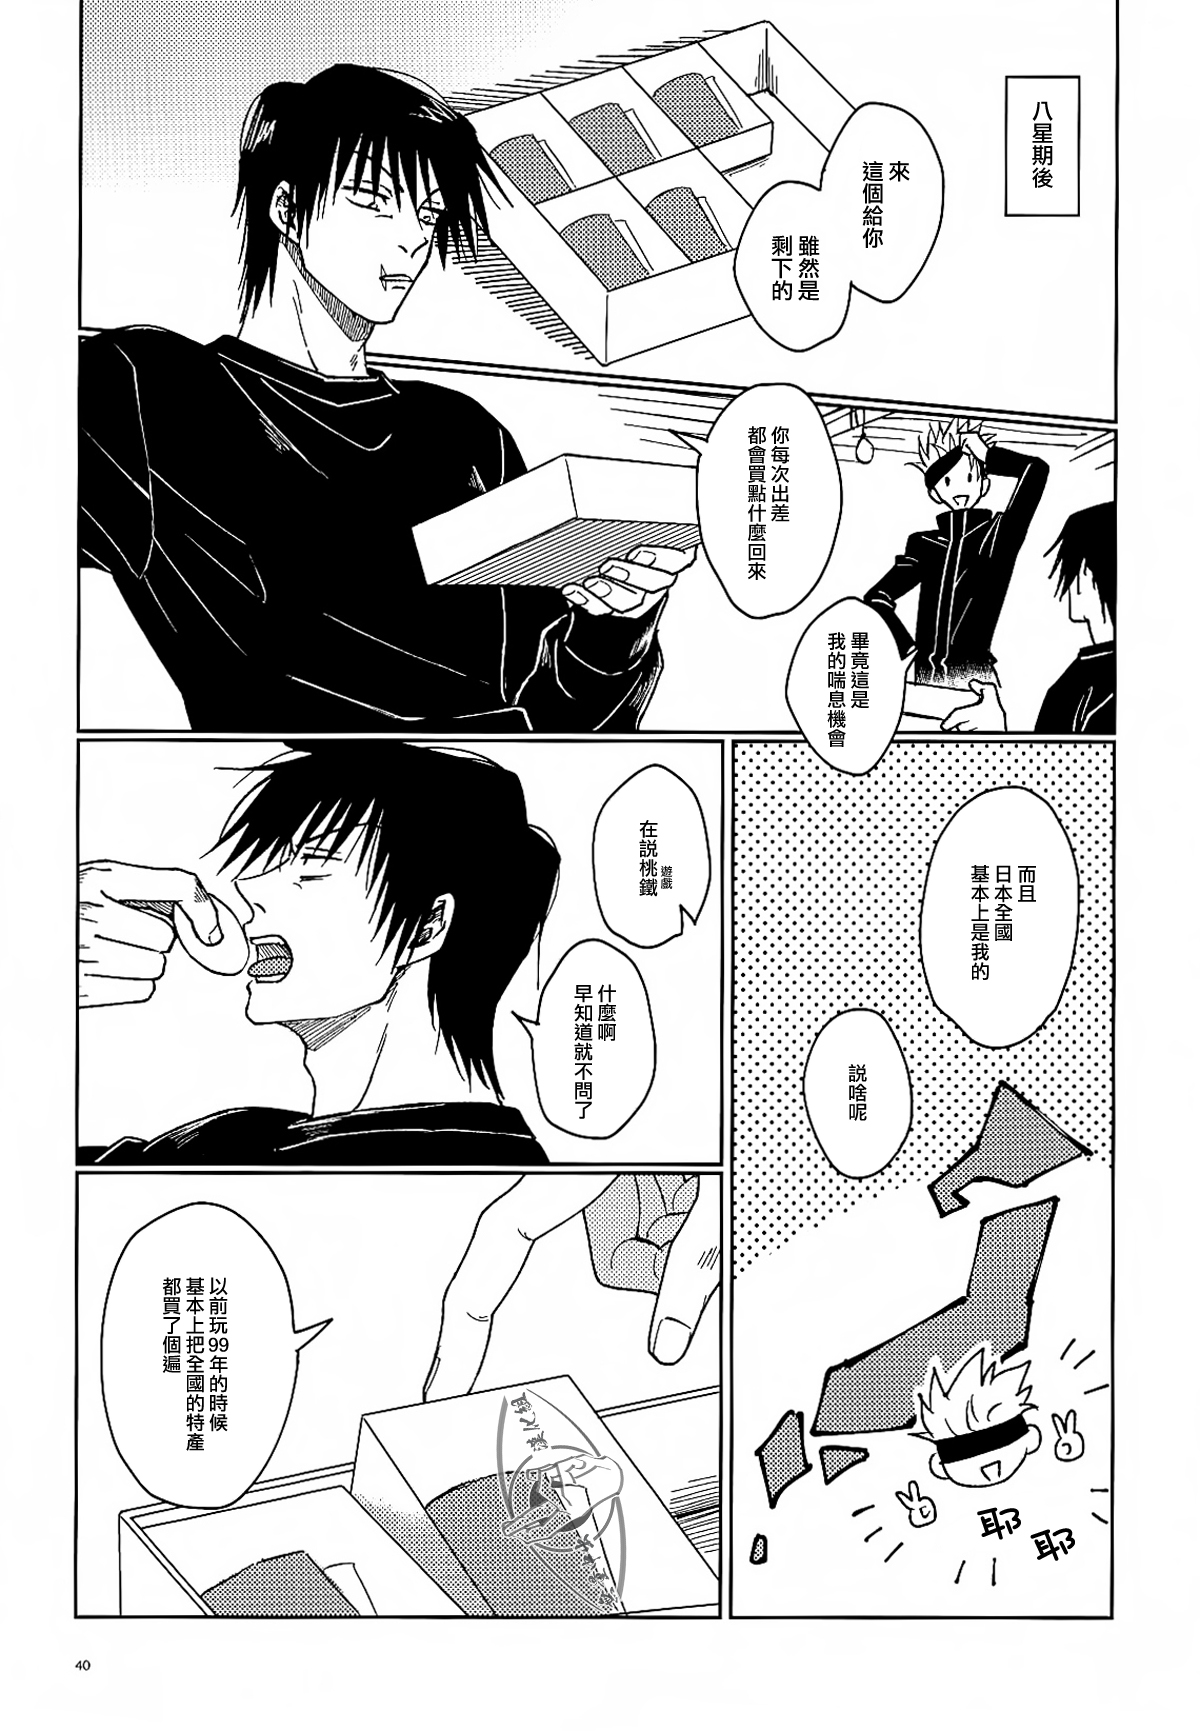 八星期後
來
這個給你
雖然是
剩下的
你每次出差
都會買點什麼回來
畢竟這是
我的喘息機會
而且
日本全國
基本上是我的
說啥呢
耶
耶
在説桃鐵
遊戲
什麼啊
早知道就不問了
以前玩99年的時候
基本上把全國的特產
都買了個遍
40